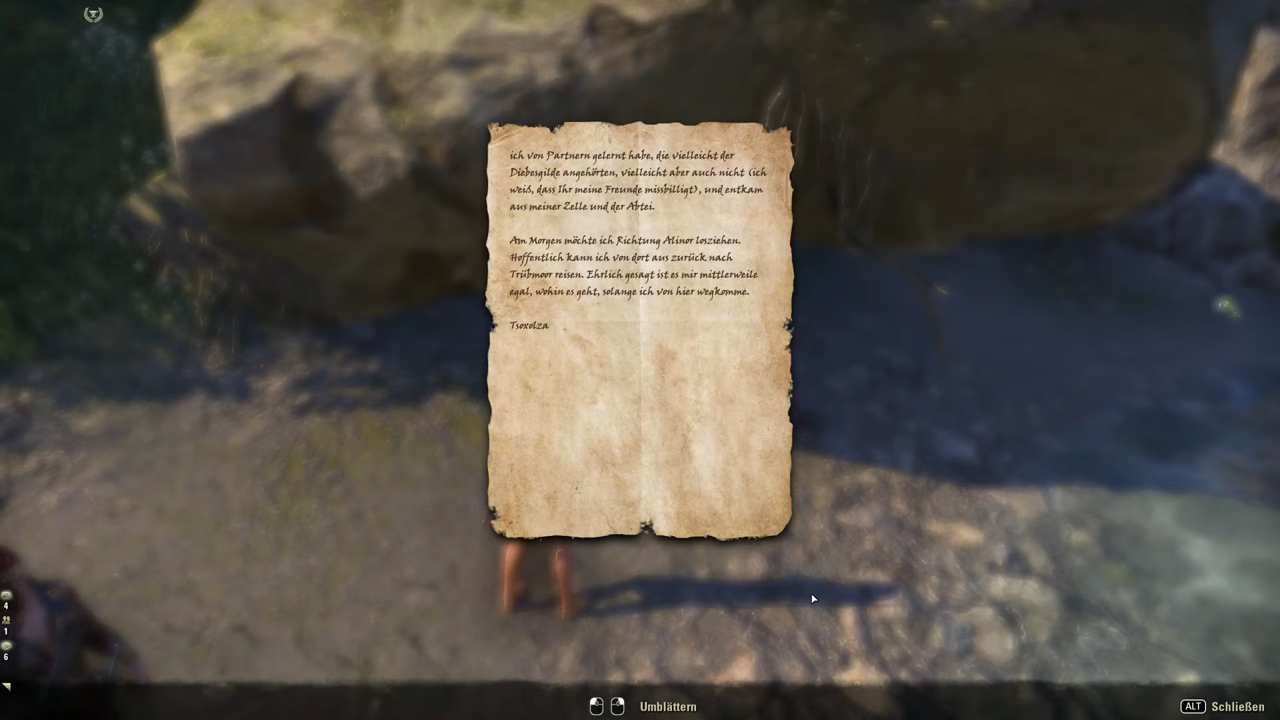 ich von Partnern gelernt habe, die vielleicht der
Diebesgilde angehörten, vielleicht aber auch nicht (ich
weiß, dass Ihr meine Freunde missbilligt), und entkam
aus meiner Zelle und der Abtei.
Am Morgen möchte ich Richtung Alinor losziehen.
Hoffentlich kann ich von dort aus zurück nach
Trübmoor reisen. Ehrlich gesagt ist es mir mittlerweile
egal, wohin es geht, solange ich von hier wegkomme.
Tsoxolza
4
1
6
Umblättern
ALT Schließen